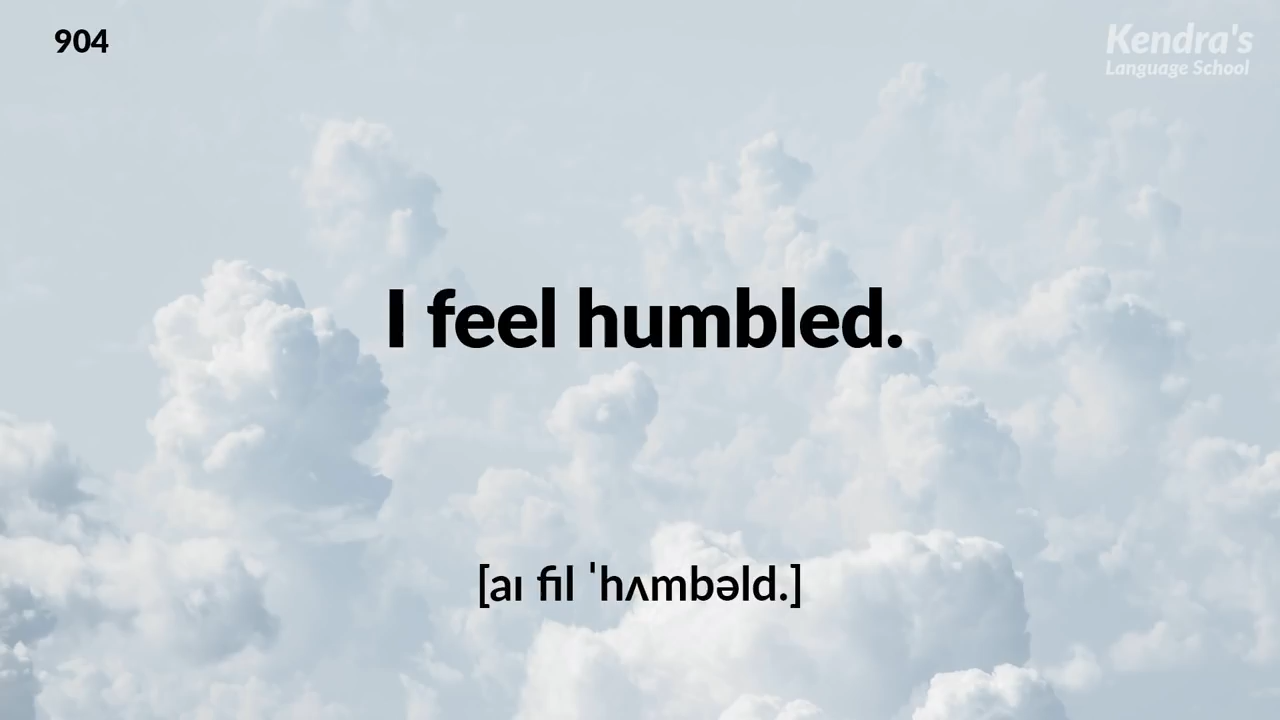 904
Kendra's
Language School
I feel humbled.
[aɪ fil ˈhʌmbəld.]